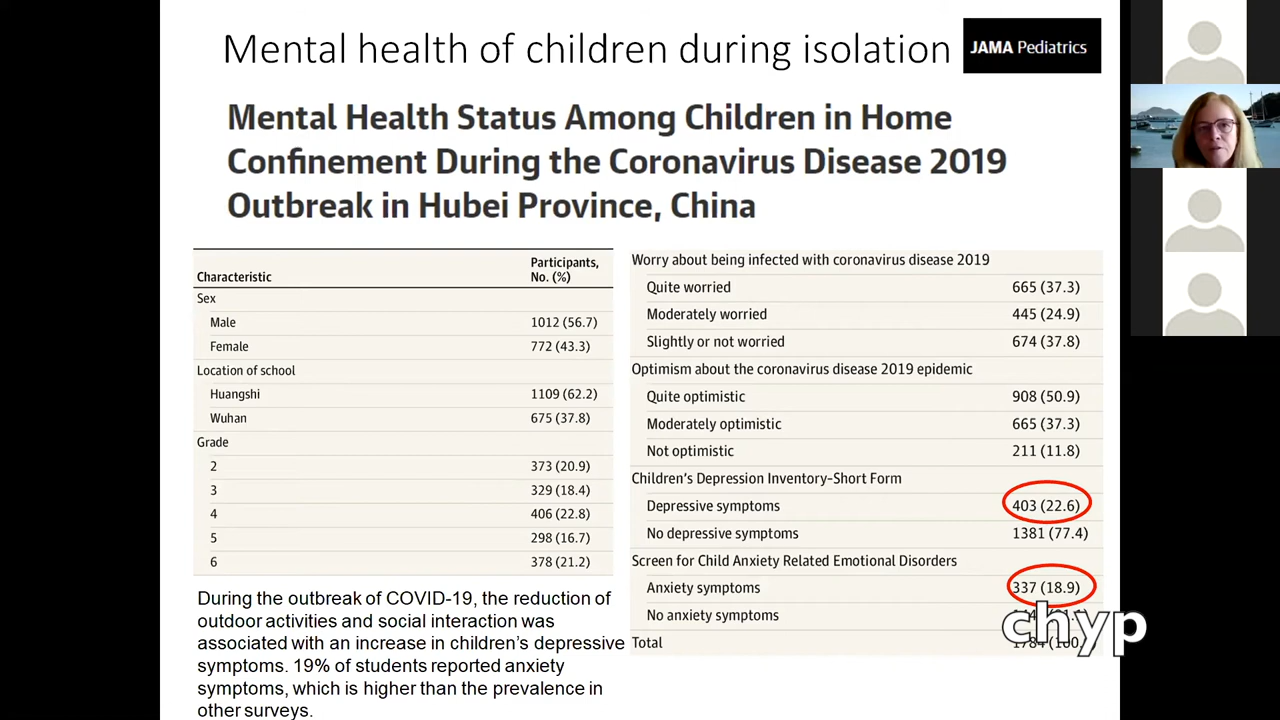 Mental health of children during isolation
JAMA Pediatrics
Mental Health Status Among Children in Home
Confinement During the Coronavirus Disease 2019
Outbreak in Hubei Province, China
Characteristic Participants, No. (%)
Sex
Male 1012 (56.7)
Female 772 (43.3)
Location of school
Huangshi 1109 (62.2)
Wuhan 675 (37.8)
Grade
2 373 (20.9)
3 329 (18.4)
4 406 (22.8)
5 298 (16.7)
6 378 (21.2)
Worry about being infected with coronavirus disease 2019
Quite worried 665 (37.3)
Moderately worried 445 (24.9)
Slightly or not worried 674 (37.8)
Optimism about the coronavirus disease 2019 epidemic
Quite optimistic 908 (50.9)
Moderately optimistic 665 (37.3)
Not optimistic 211 (11.8)
Children's Depression Inventory–Short Form
Depressive symptoms 403 (22.6)
No depressive symptoms 1381 (77.4)
Screen for Child Anxiety Related Emotional Disorders
Anxiety symptoms 337 (18.9)
No anxiety symptoms
Total
chyp
During the outbreak of COVID-19, the reduction of
outdoor activities and social interaction was
associated with an increase in children's depressive
symptoms. 19% of students reported anxiety
symptoms, which is higher than the prevalence in
other surveys.